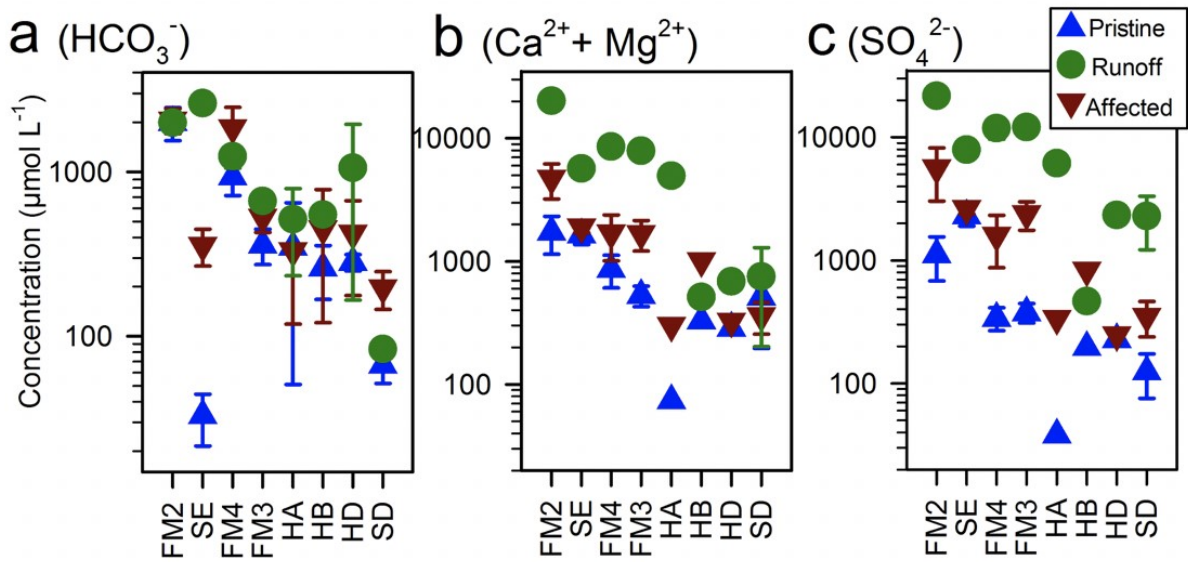 a (HCO₃⁻)
b (Ca²⁺+ Mg²⁺)
c (SO₄²⁻)
Pristine
Runoff
Affected
Concentration (µmol L⁻¹)
1000
100
FM2
SE
FM4
FM3
HA
HB
HD
SD
10000
1000
100
FM2
SE
FM4
FM3
HA
HB
HD
SD
10000
1000
100
FM2
SE
FM4
FM3
HA
HB
HD
SD